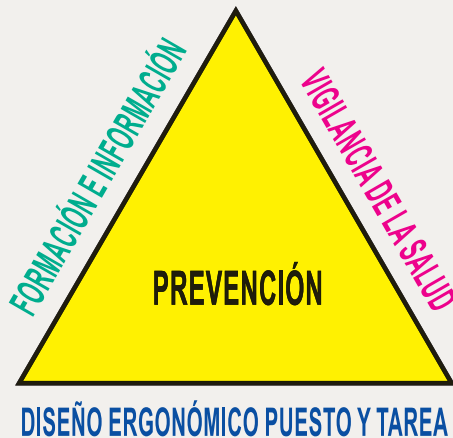 FORMACIÓN E INFORMACIÓN
VIGILANCIA DE LA SALUD
PREVENCIÓN
DISEÑO ERGONÓMICO PUESTO Y TAREA